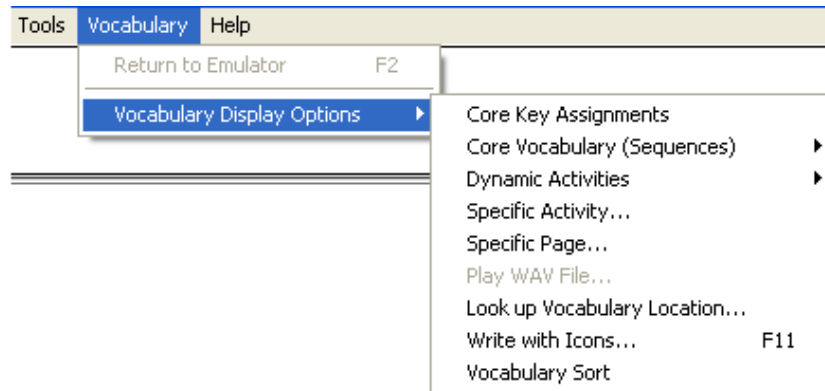 Tools Vocabulary Help
Return to Emulator F2
Vocabulary Display Options
Core Key Assignments
Core Vocabulary (Sequences)
Dynamic Activities
Specific Activity...
Specific Page...
Play WAV File...
Look up Vocabulary Location...
Write with Icons... F11
Vocabulary Sort